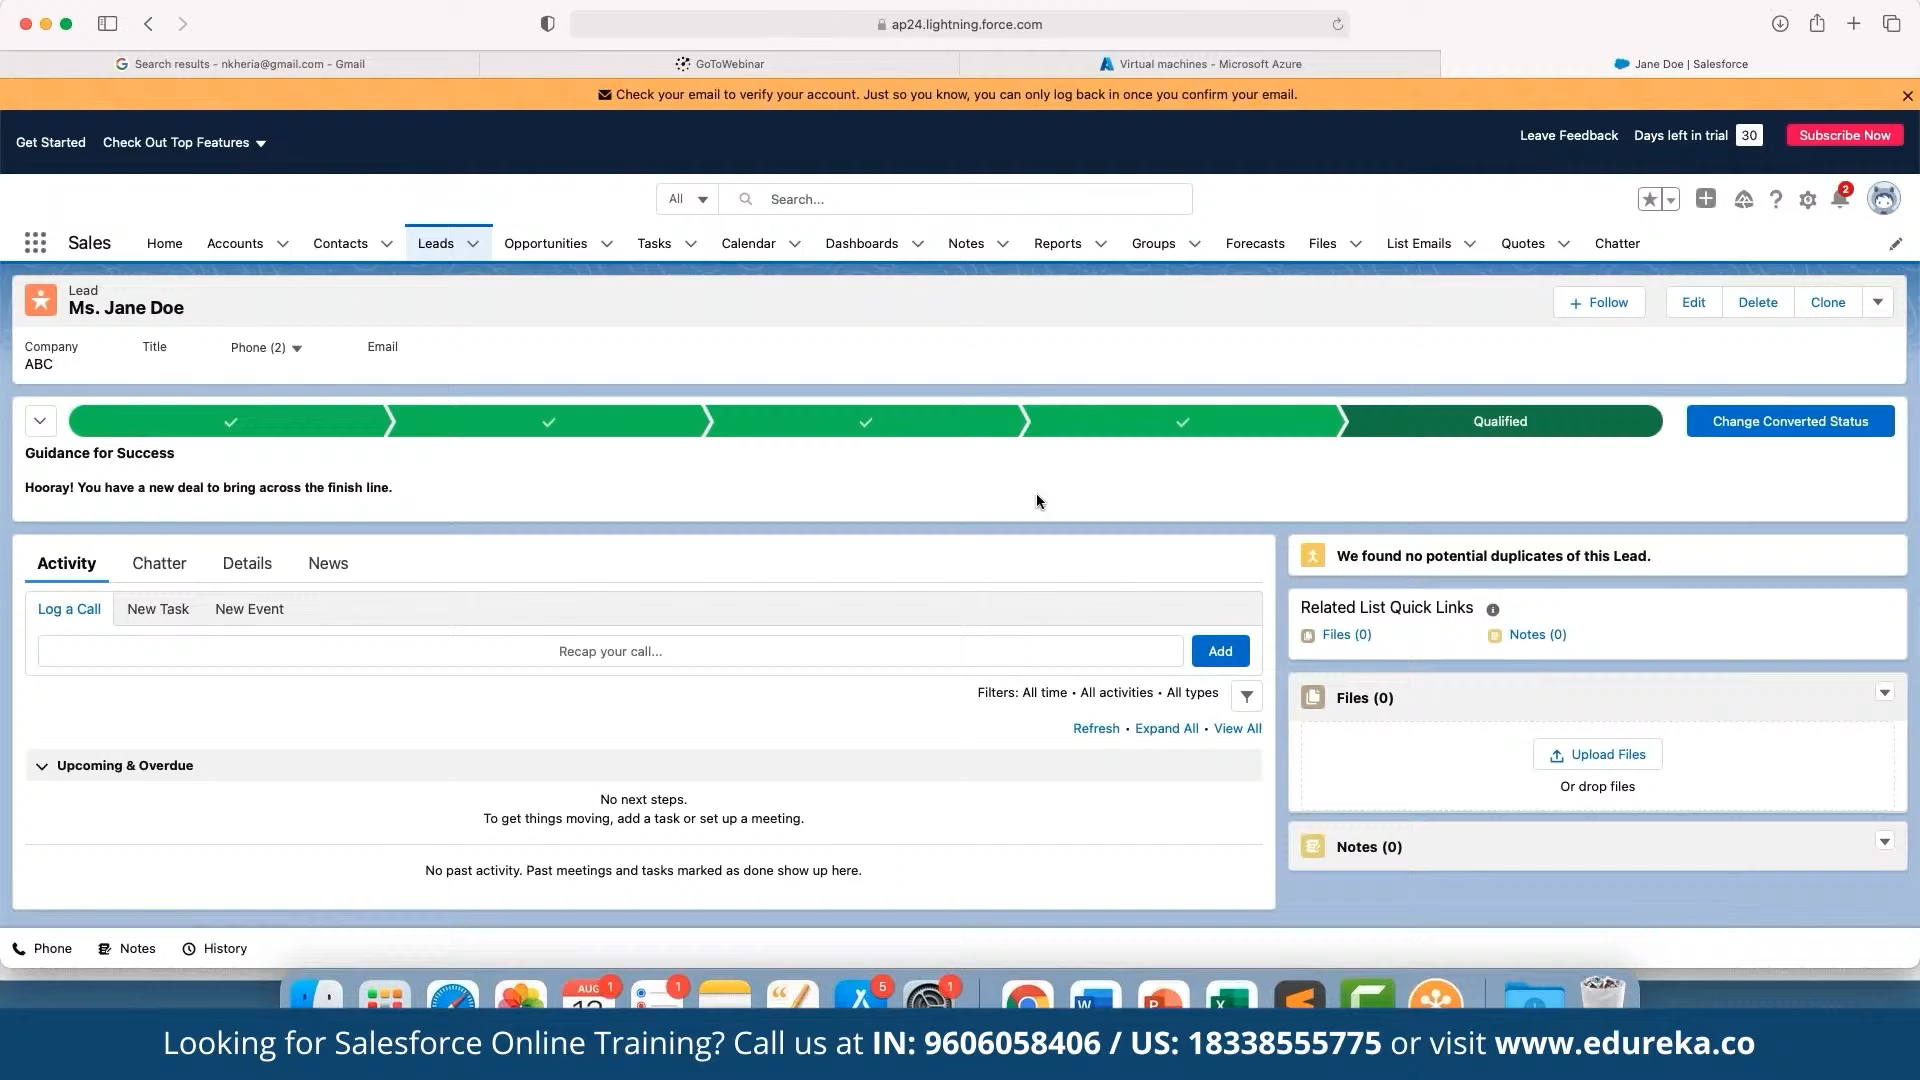 ap24.lightning.force.com
Search results - nkheria@gmail.com - Gmail
GoToWebinar
Virtual machines - Microsoft Azure
Jane Doe | Salesforce
Check your email to verify your account. Just so you know, you can only log back in once you confirm your email.
Get Started Check Out Top Features
Leave Feedback Days left in trial 30 Subscribe Now
All Search...
2
Sales Home Accounts Contacts Leads Opportunities Tasks Calendar Dashboards Notes Reports Groups Forecasts Files List Emails Quotes Chatter
Lead
Ms. Jane Doe
+ Follow Edit Delete Clone
Company Title Phone (2) Email
ABC
Qualified
Change Converted Status
Guidance for Success
Hooray! You have a new deal to bring across the finish line.
Activity Chatter Details News
Log a Call New Task New Event
Recap your call...
Add
Filters: All time • All activities • All types
Refresh • Expand All • View All
Upcoming & Overdue
No next steps.
To get things moving, add a task or set up a meeting.
No past activity. Past meetings and tasks marked as done show up here.
We found no potential duplicates of this Lead.
Related List Quick Links
Files (0) Notes (0)
Files (0)
Upload Files
Or drop files
Notes (0)
Phone Notes History
AUG 1 1 5 1
Looking for Salesforce Online Training? Call us at IN: 9606058406 / US: 18338555775 or visit www.edureka.co